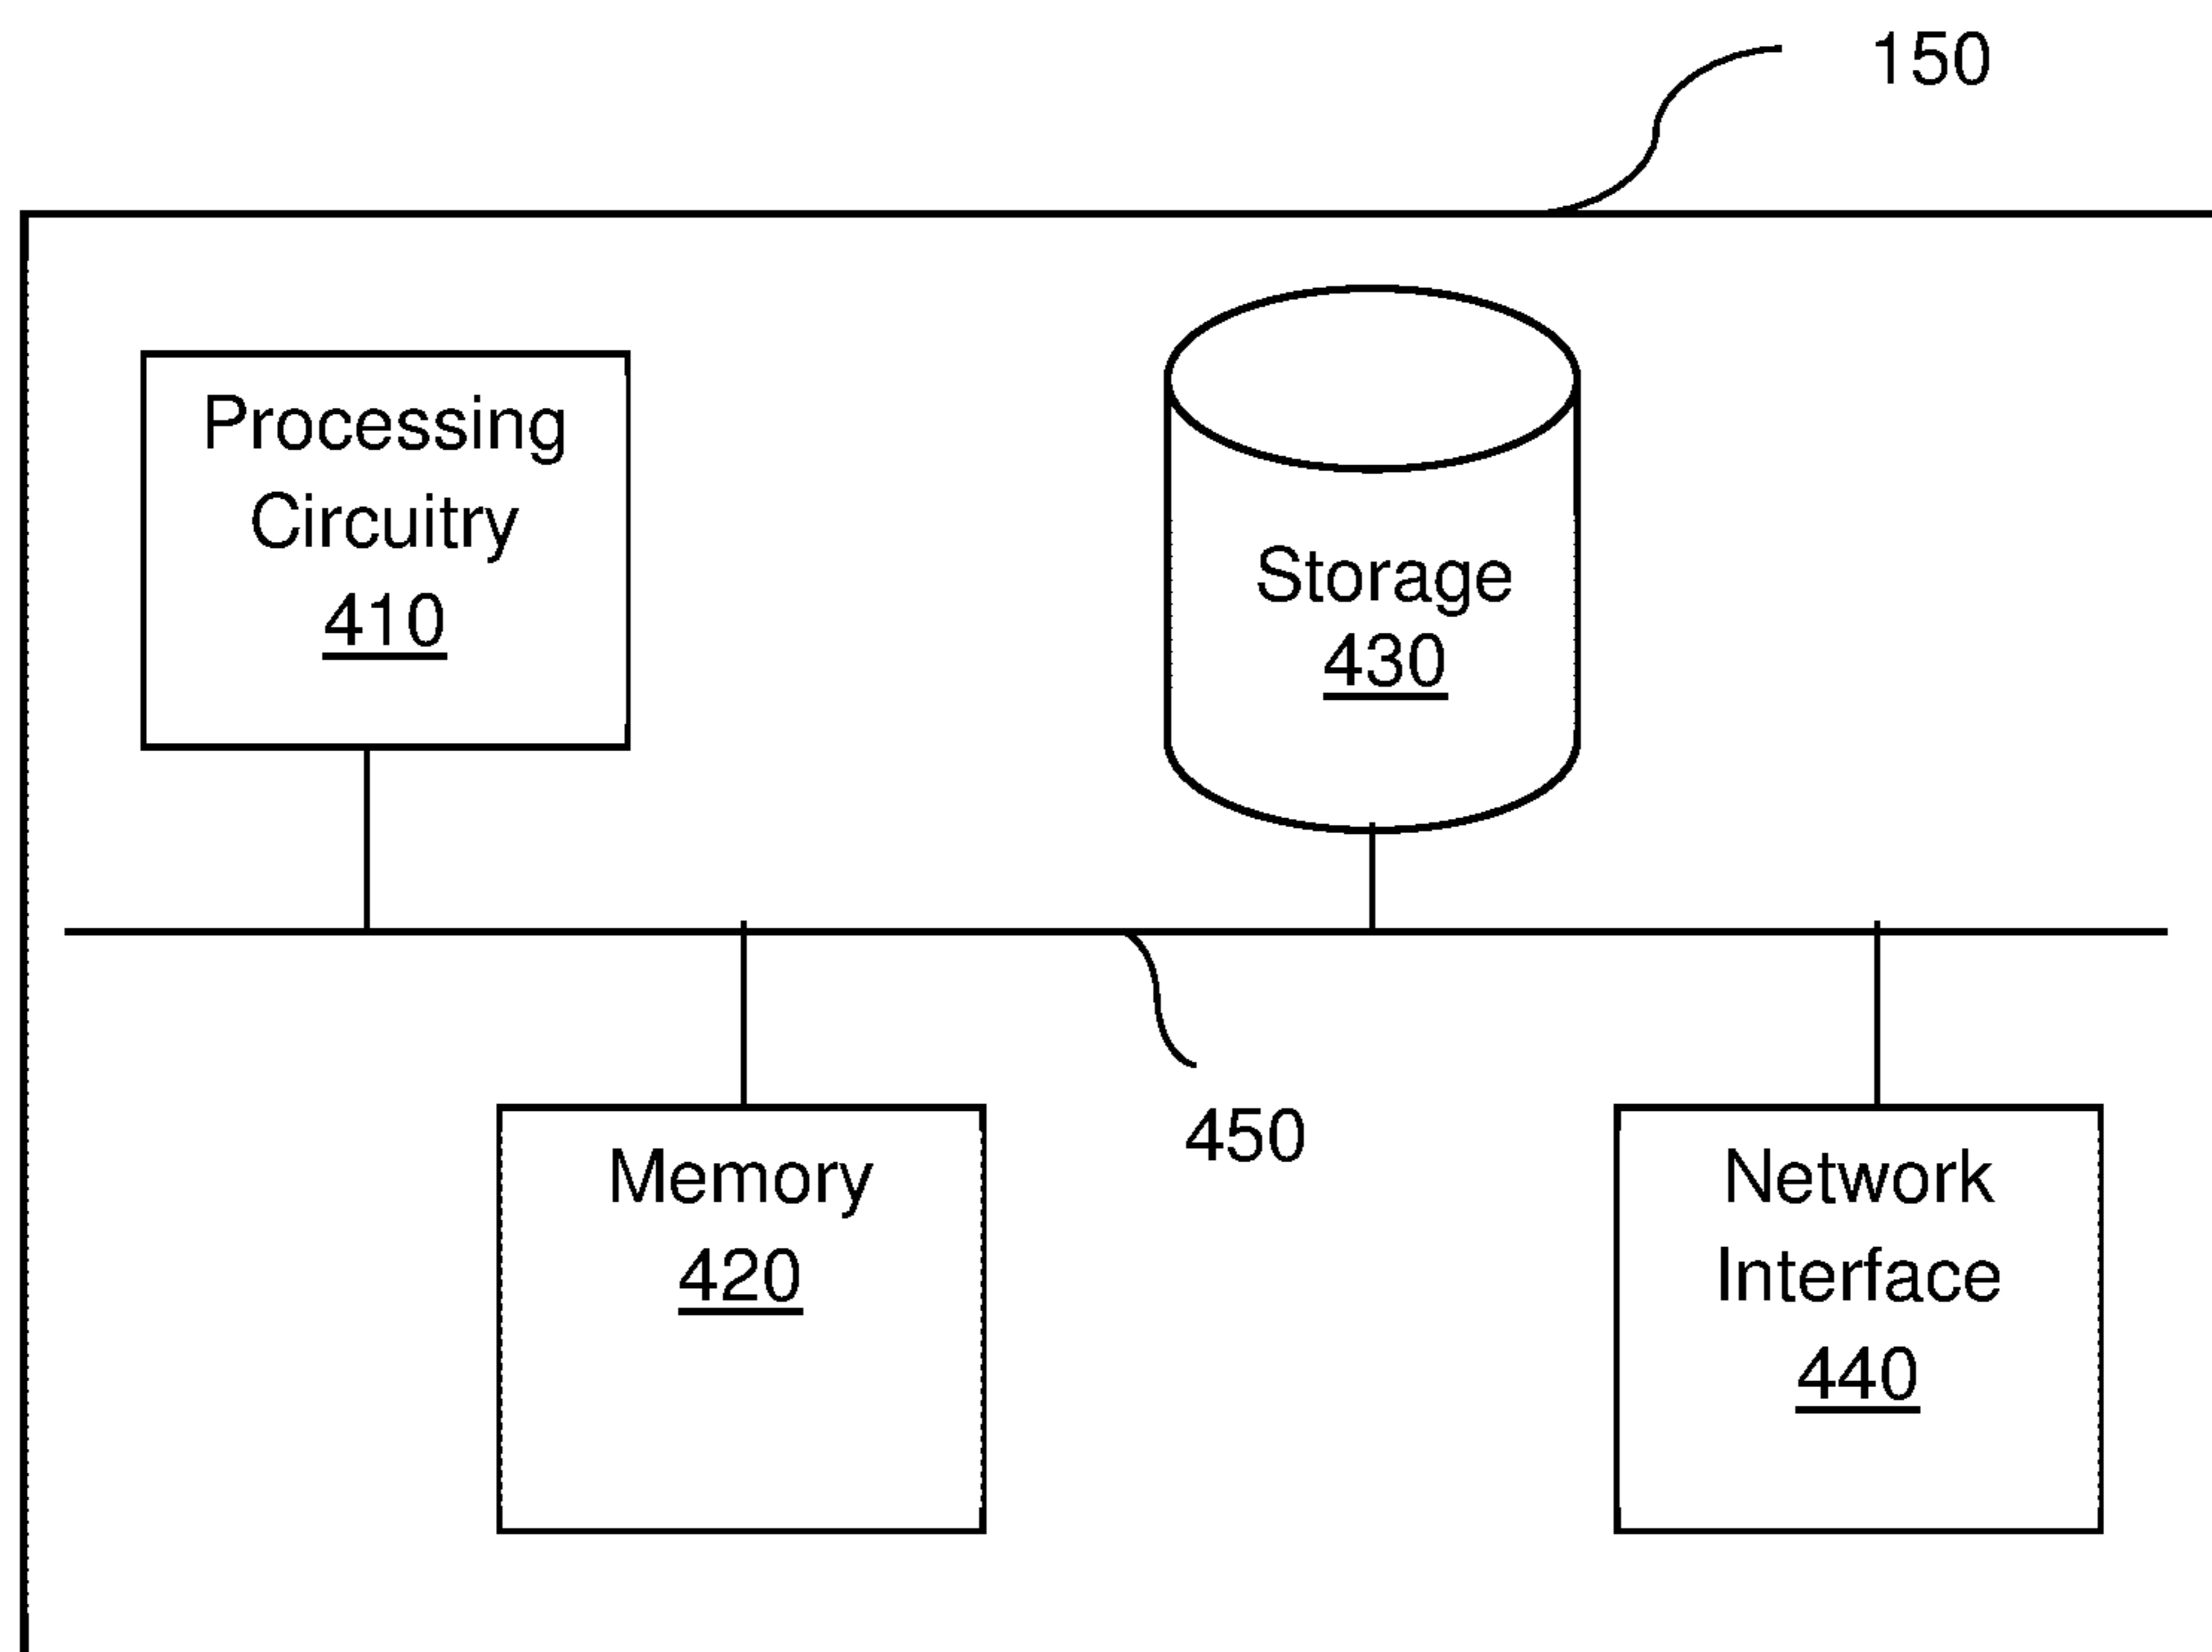 150
Processing
Circuitry
410
Storage
430
450
Memory
420
Network
Interface
440